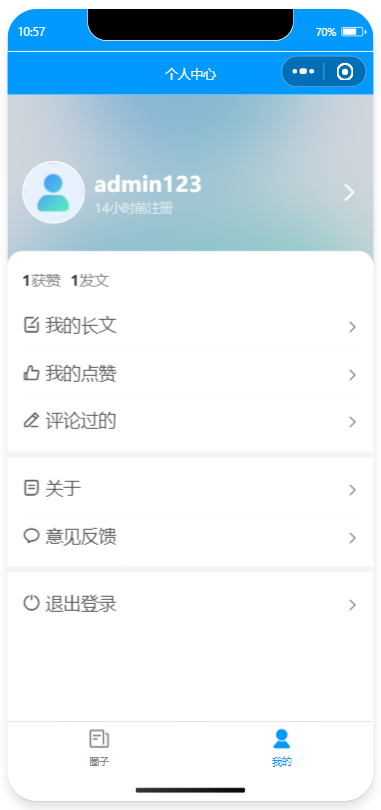 10:57
70%
个人中心
admin123
14小时前注册
1获赞 1发文
我的长文
我的点赞
评论过的
关于
意见反馈
退出登录
圈子
我的